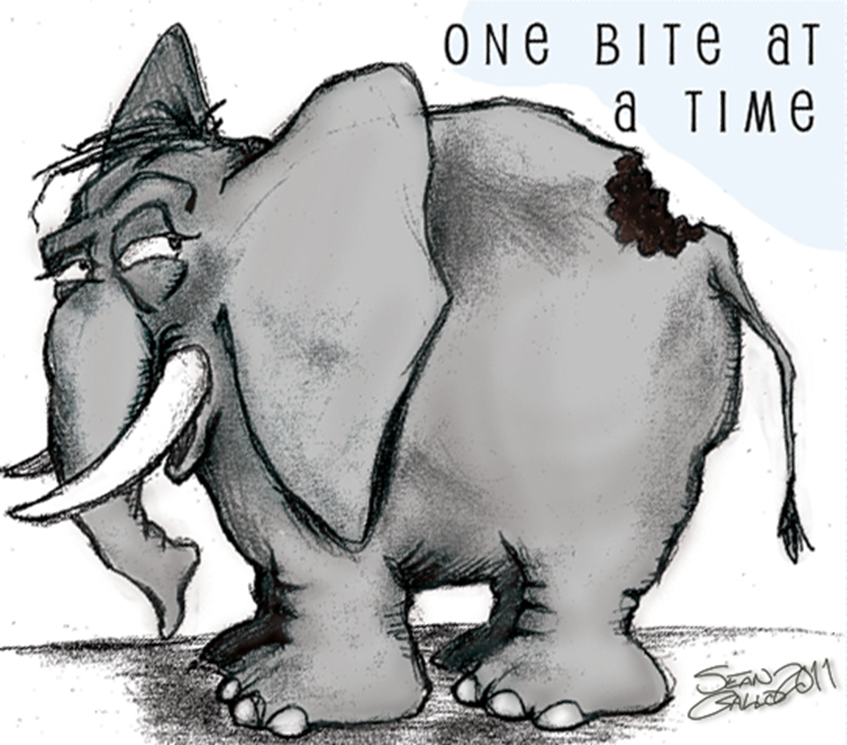 ONE BITE at
a TIME
SEAN 2011
GALLO